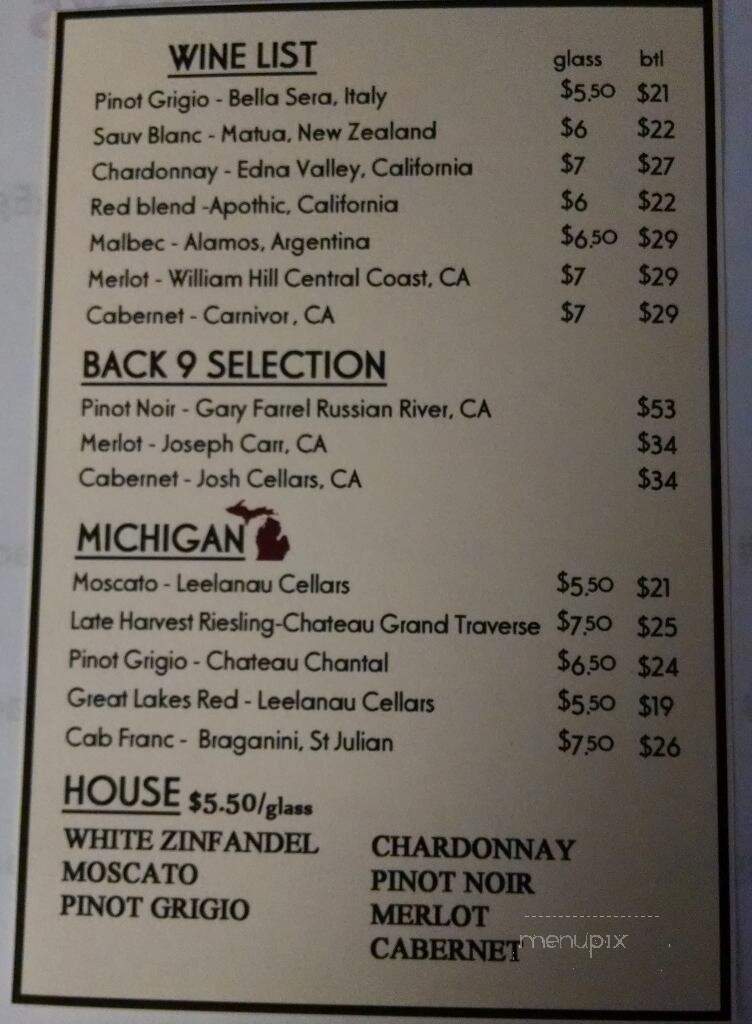 WINE LIST glass btl
Pinot Grigio - Bella Sera, Italy $5.50 $21
Sauv Blanc - Matua, New Zealand $6 $22
Chardonnay - Edna Valley, California $7 $27
Red blend -Apothic, California $6 $22
Malbec - Alamos, Argentina $6.50 $29
Merlot - William Hill Central Coast, CA $7 $29
Cabernet - Carnivor, CA $7 $29
BACK 9 SELECTION
Pinot Noir - Gary Farrel Russian River, CA $53
Merlot - Joseph Carr, CA $34
Cabernet - Josh Cellars, CA $34
MICHIGAN
Moscato - Leelanau Cellars $5.50 $21
Late Harvest Riesling-Chateau Grand Traverse $7.50 $25
Pinot Grigio - Chateau Chantal $6.50 $24
Great Lakes Red - Leelanau Cellars $5.50 $19
Cab Franc - Braganini, St Julian $7.50 $26
HOUSE $5.50/glass
WHITE ZINFANDEL
MOSCATO
PINOT GRIGIO
CHARDONNAY
PINOT NOIR
MERLOT
CABERNET
menupix